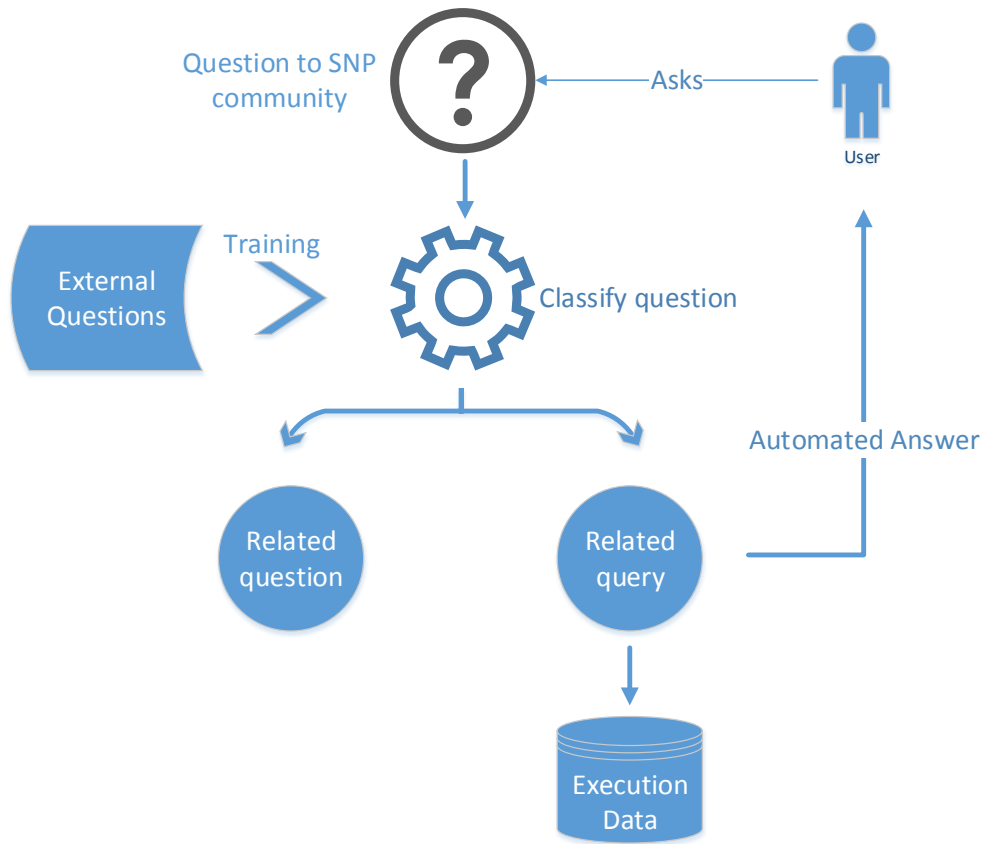 Question to SNP
community
Asks
User
Training
External
Questions
Classify question
Automated Answer
Related
question
Related
query
Execution
Data